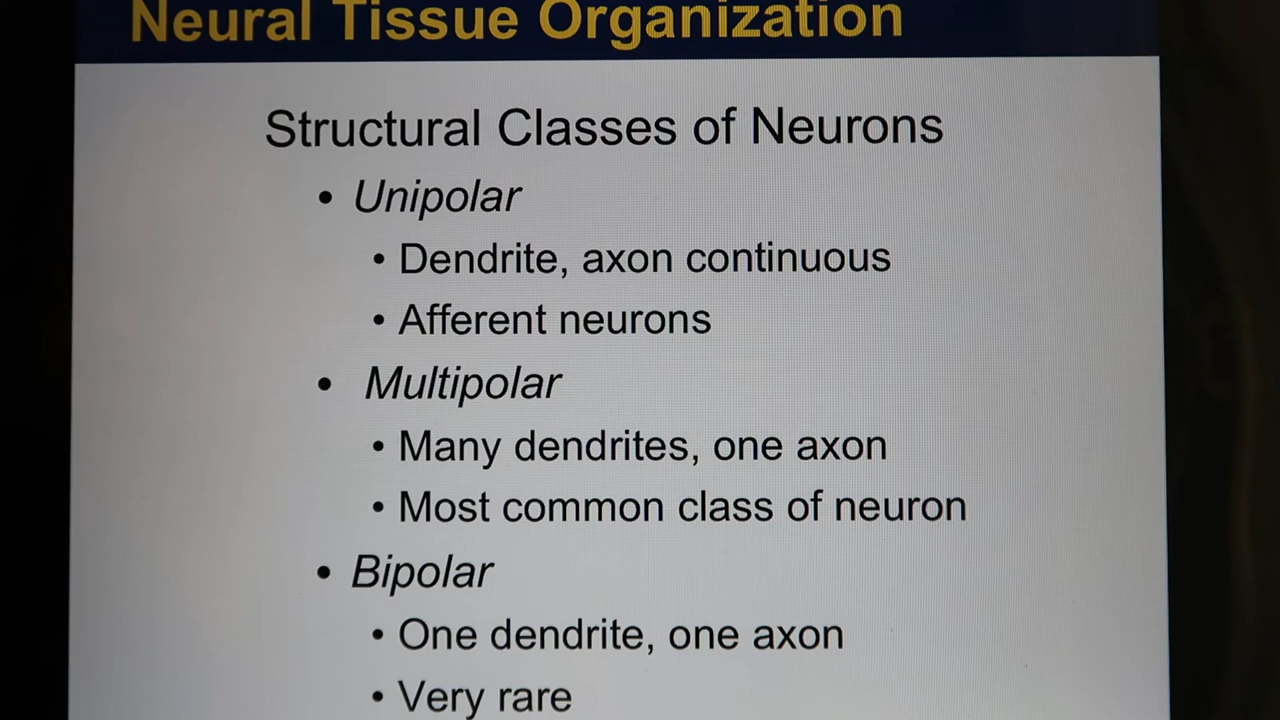 Neural Tissue Organization
Structural Classes of Neurons
• Unipolar
• Dendrite, axon continuous
• Afferent neurons
• Multipolar
• Many dendrites, one axon
• Most common class of neuron
• Bipolar
• One dendrite, one axon
• Very rare